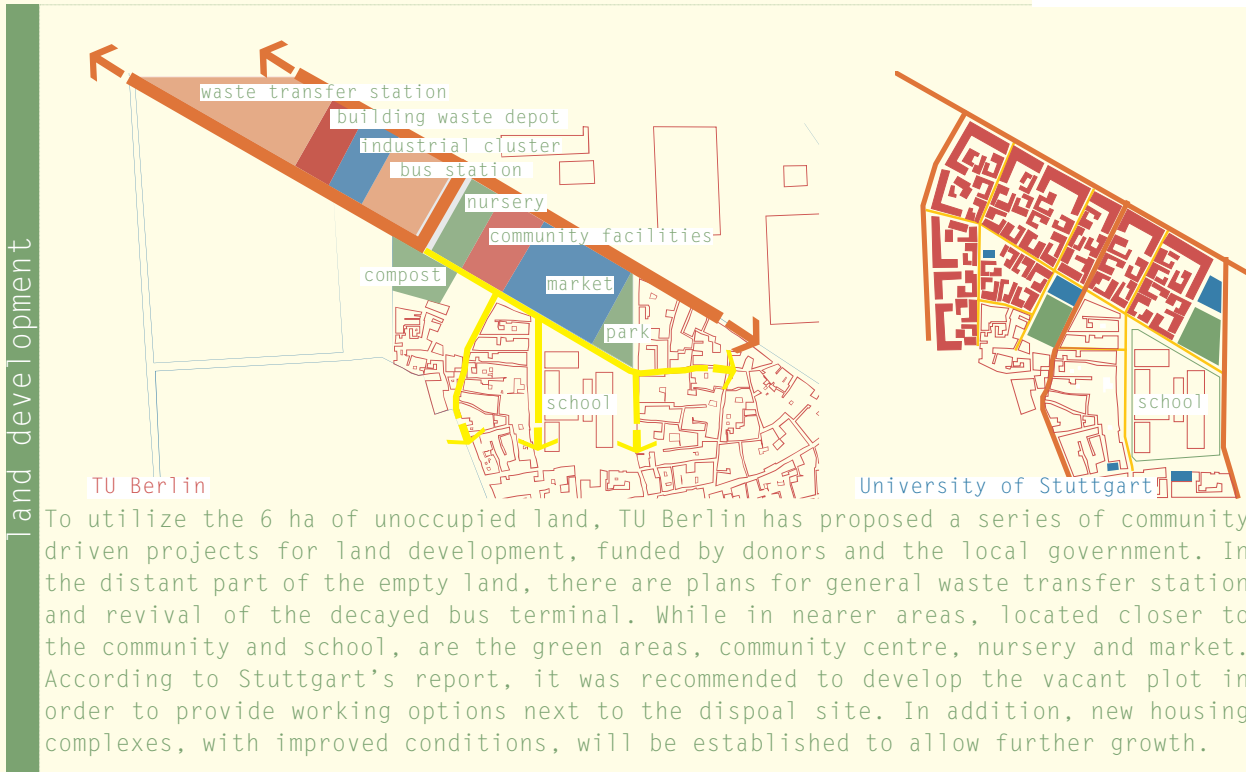 land development
waste transfer station
building waste depot
industrial cluster
bus station
nursery
community facilities
compost
market
park
school
school
TU Berlin
University of Stuttgart
To utilize the 6 ha of unoccupied land, TU Berlin has proposed a series of community
driven projects for land development, funded by donors and the local government. In
the distant part of the empty land, there are plans for general waste transfer station
and revival of the decayed bus terminal. While in nearer areas, located closer to
the community and school, are the green areas, community centre, nursery and market.
According to Stuttgart’s report, it was recommended to develop the vacant plot in
order to provide working options next to the dispoal site. In addition, new housing
complexes, with improved conditions, will be established to allow further growth.